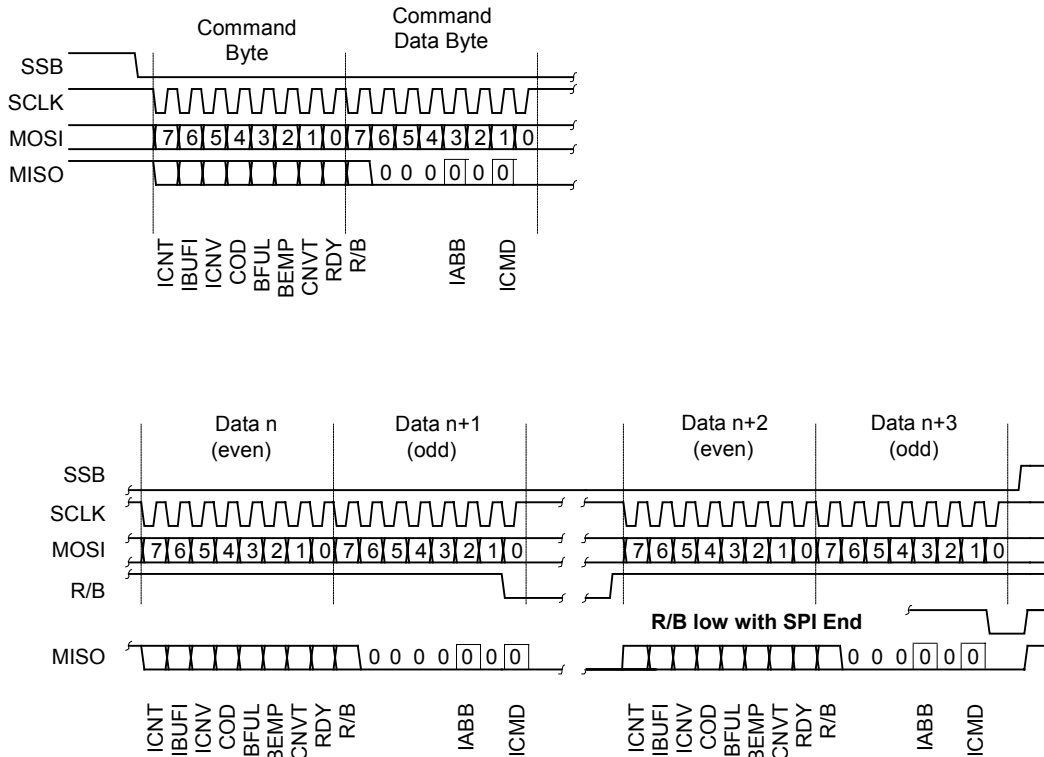 Command
Byte
Command
Data Byte
SSB
SCLK
MOSI 7 6 5 4 3 2 1 0 7 6 5 4 3 2 1 0
MISO 0 0 0 0 0 0
ICNT IBUFI ICNV COD BFUL BEMP CNVT RDY R/B IABB ICMD
Data n
(even)
Data n+1
(odd)
Data n+2
(even)
Data n+3
(odd)
SSB
SCLK
MOSI 7 6 5 4 3 2 1 0 7 6 5 4 3 2 1 0 7 6 5 4 3 2 1 0 7 6 5 4 3 2 1 0
R/B
R/B low with SPI End
MISO 0 0 0 0 0 0 0 0 0 0 0 0 0
ICNT IBUFI ICNV COD BFUL BEMP CNVT RDY R/B IABB ICMD ICNT IBUFI ICNV COD BFUL BEMP CNVT RDY R/B IABB ICMD